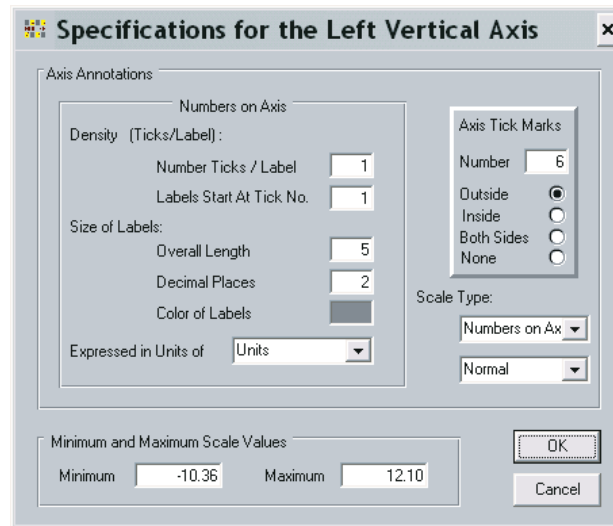 Specifications for the Left Vertical Axis
Axis Annotations
Numbers on Axis
Density (Ticks/Label) :
Number Ticks / Label 1
Labels Start At Tick No. 1
Size of Labels:
Overall Length 5
Decimal Places 2
Color of Labels
Expressed in Units of Units
Axis Tick Marks
Number 6
Outside
Inside
Both Sides
None
Scale Type:
Numbers on Ax
Normal
Minimum and Maximum Scale Values
Minimum -10.36 Maximum 12.10
OK
Cancel